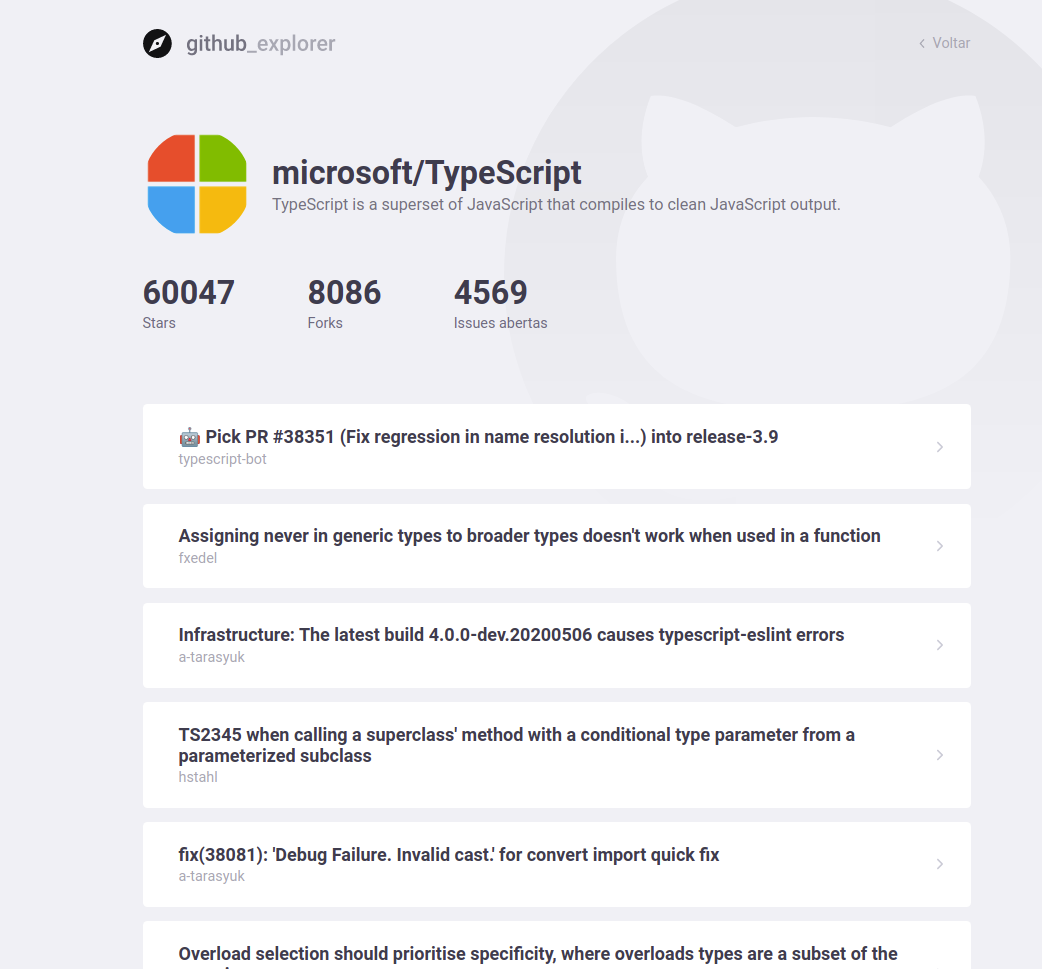 github_explorer
Voltar
microsoft/TypeScript
TypeScript is a superset of JavaScript that compiles to clean JavaScript output.
60047 8086 4569
Stars Forks Issues abertas
🤖 Pick PR #38351 (Fix regression in name resolution i...) into release-3.9
typescript-bot
Assigning never in generic types to broader types doesn't work when used in a function
fxedel
Infrastructure: The latest build 4.0.0-dev.20200506 causes typescript-eslint errors
a-tarasyuk
TS2345 when calling a superclass' method with a conditional type parameter from a
parameterized subclass
hstahl
fix(38081): 'Debug Failure. Invalid cast.' for convert import quick fix
a-tarasyuk
Overload selection should prioritise specificity, where overloads types are a subset of the